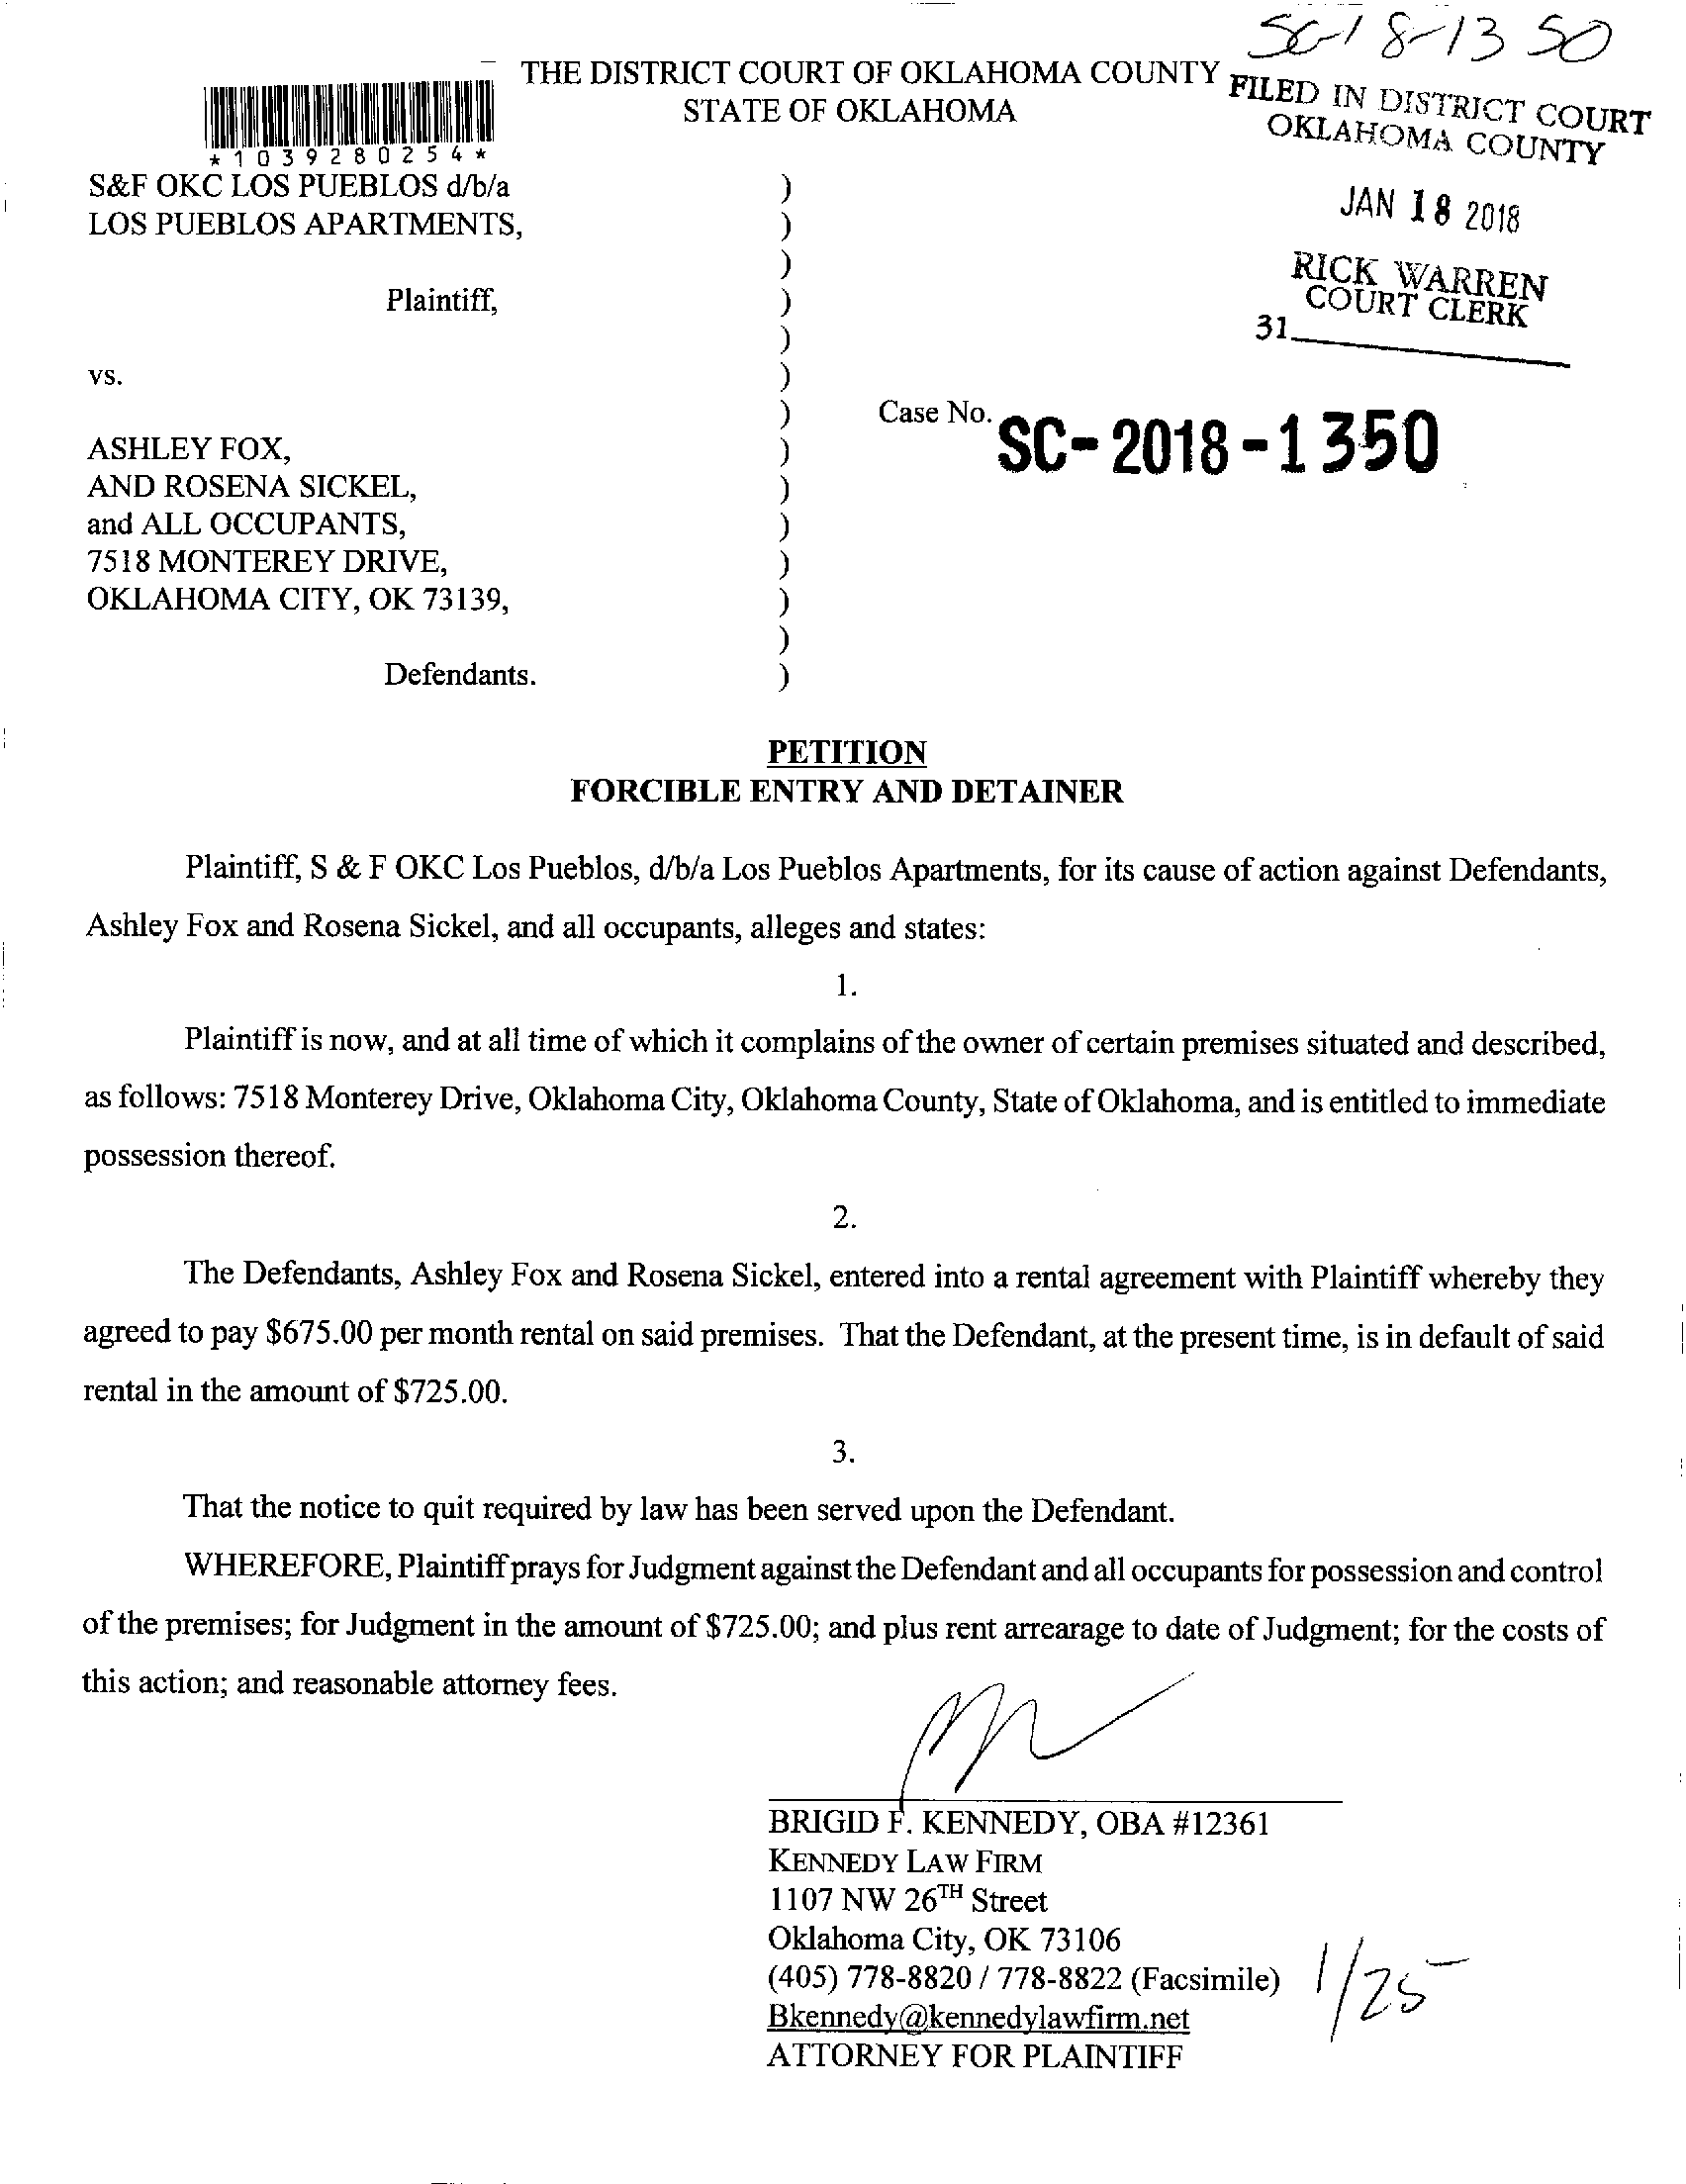 SC-18-1350
THE DISTRICT COURT OF OKLAHOMA COUNTY
STATE OF OKLAHOMA
FILED IN DISTRICT COURT
OKLAHOMA COUNTY
JAN 18 2018
RICK WARREN
COURT CLERK
31
*1039280254*
S&F OKC LOS PUEBLOS d/b/a )
LOS PUEBLOS APARTMENTS, )
)
Plaintiff, )
)
vs. )
) Case No. SC-2018-1350
ASHLEY FOX, )
AND ROSENA SICKEL, )
and ALL OCCUPANTS, )
7518 MONTEREY DRIVE, )
OKLAHOMA CITY, OK 73139, )
)
Defendants. )
PETITION
FORCIBLE ENTRY AND DETAINER
Plaintiff, S & F OKC Los Pueblos, d/b/a Los Pueblos Apartments, for its cause of action against Defendants,
Ashley Fox and Rosena Sickel, and all occupants, alleges and states:
1.
Plaintiff is now, and at all time of which it complains of the owner of certain premises situated and described,
as follows: 7518 Monterey Drive, Oklahoma City, Oklahoma County, State of Oklahoma, and is entitled to immediate
possession thereof.
2.
The Defendants, Ashley Fox and Rosena Sickel, entered into a rental agreement with Plaintiff whereby they
agreed to pay $675.00 per month rental on said premises. That the Defendant, at the present time, is in default of said
rental in the amount of $725.00.
3.
That the notice to quit required by law has been served upon the Defendant.
WHEREFORE, Plaintiff prays for Judgment against the Defendant and all occupants for possession and control
of the premises; for Judgment in the amount of $725.00; and plus rent arrearage to date of Judgment; for the costs of
this action; and reasonable attorney fees.
BRIGID F. KENNEDY, OBA #12361
KENNEDY LAW FIRM
1107 NW 26TH Street
Oklahoma City, OK 73106
(405) 778-8820 / 778-8822 (Facsimile)
Bkennedy@kennedylawfirm.net
ATTORNEY FOR PLAINTIFF
1/25